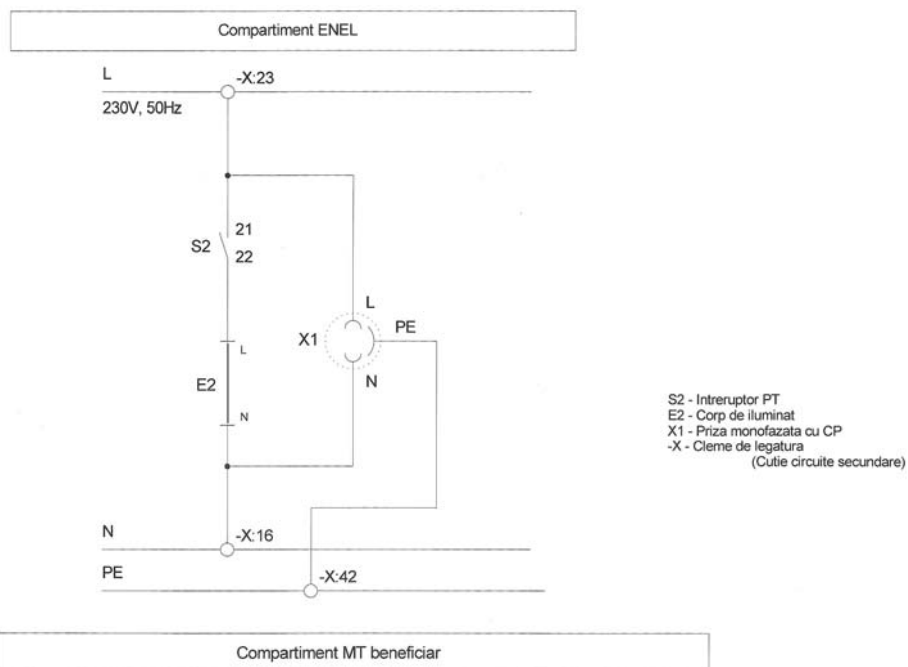 Compartiment ENEL
L
-X:23
230V, 50Hz
21
S2
22
L
X1
PE
L
E2
N
N
S2 - Intreruptor PT
E2 - Corp de iluminat
X1 - Priza monofazata cu CP
-X - Cleme de legatura
(Cutie circuite secundare)
N
-X:16
PE
-X:42
Compartiment MT beneficiar